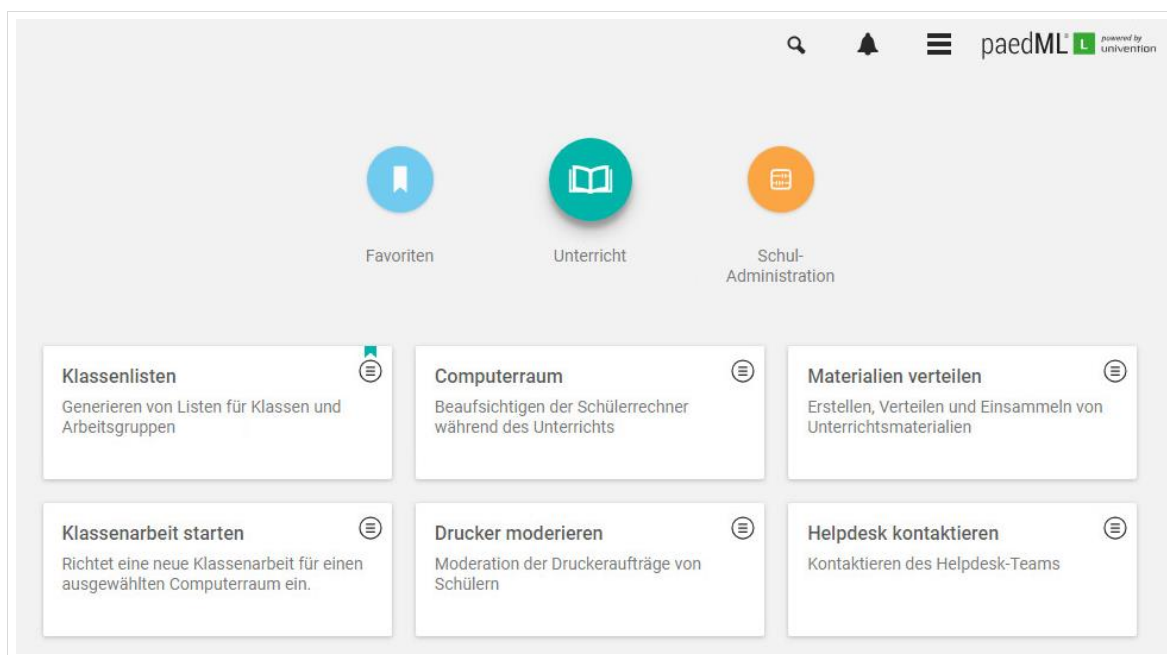 paedML® L powered by univention
Favoriten
Unterricht
Schul-
Administration
Klassenlisten
Generieren von Listen für Klassen und
Arbeitsgruppen
Computerraum
Beaufsichtigen der Schülerrechner
während des Unterrichts
Materialien verteilen
Erstellen, Verteilen und Einsammeln von
Unterrichtsmaterialien
Klassenarbeit starten
Richtet eine neue Klassenarbeit für einen
ausgewählten Computerraum ein.
Drucker moderieren
Moderation der Druckeraufträge von
Schülern
Helpdesk kontaktieren
Kontaktieren des Helpdesk-Teams